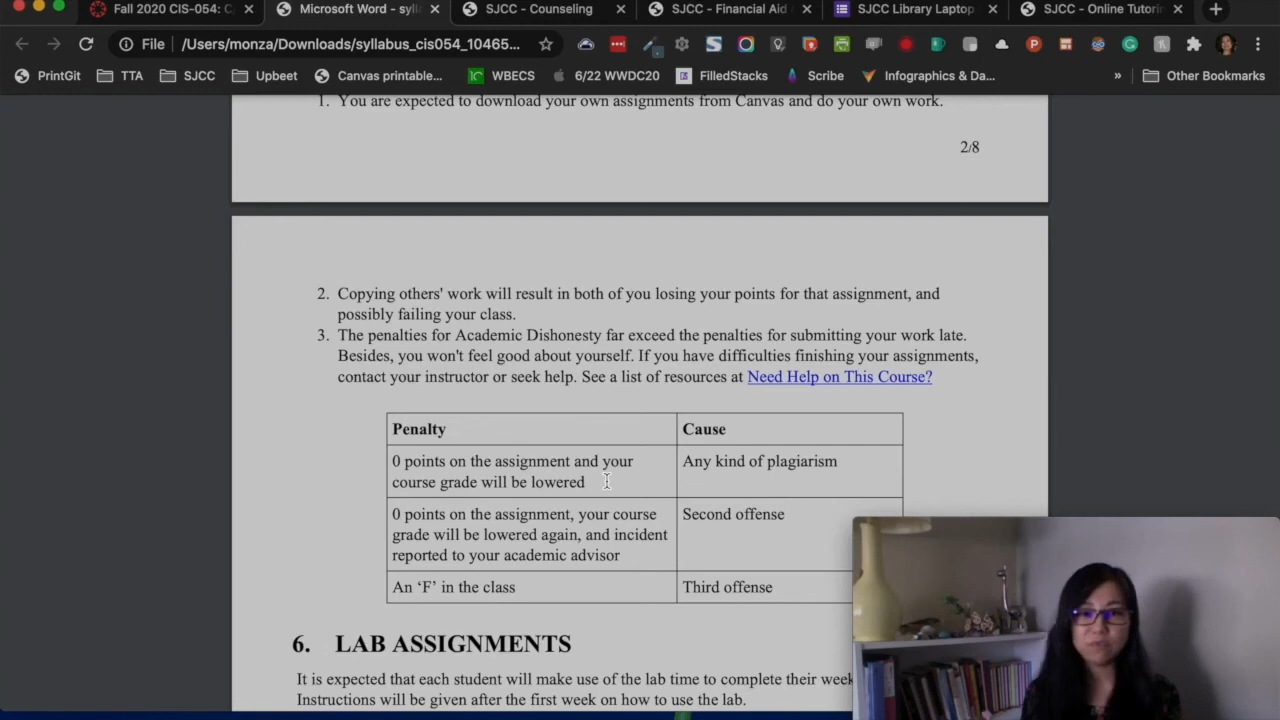 Fall 2020 CIS-054: C
Microsoft Word - sylla
SJCC - Counseling
SJCC - Financial Aid
SJCC Library Laptop
SJCC - Online Tutorin
File
/Users/monza/Downloads/syllabus_cis054_10465...
PrintGit
TTA
SJCC
Upbeet
Canvas printable...
WBECS
6/22 WWDC20
FilledStacks
Scribe
Infographics & Da...
»
Other Bookmarks
1. You are expected to download your own assignments from Canvas and do your own work.
2/8
2. Copying others' work will result in both of you losing your points for that assignment, and
possibly failing your class.
3. The penalties for Academic Dishonesty far exceed the penalties for submitting your work late.
Besides, you won't feel good about yourself. If you have difficulties finishing your assignments,
contact your instructor or seek help. See a list of resources at Need Help on This Course?
Penalty
Cause
0 points on the assignment and your
course grade will be lowered
Any kind of plagiarism
0 points on the assignment, your course
grade will be lowered again, and incident
reported to your academic advisor
Second offense
An ‘F’ in the class
Third offense
6. LAB ASSIGNMENTS
It is expected that each student will make use of the lab time to complete their week
Instructions will be given after the first week on how to use the lab.